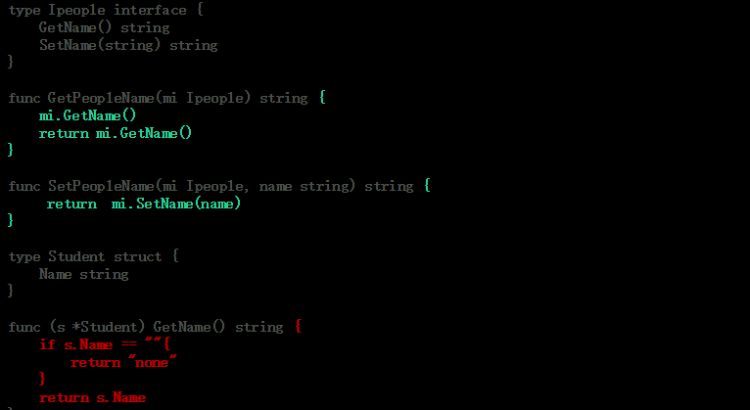 type Ipeople interface {
    GetName() string
    SetName(string) string
}
func GetPeopleName(mi Ipeople) string {
    mi.GetName()
    return mi.GetName()
}
func SetPeopleName(mi Ipeople, name string) string {
     return  mi.SetName(name)
}
type Student struct {
    Name string
}
func (s *Student) GetName() string {
    if s.Name == ""{
        return "none"
    }
    return s.Name
}